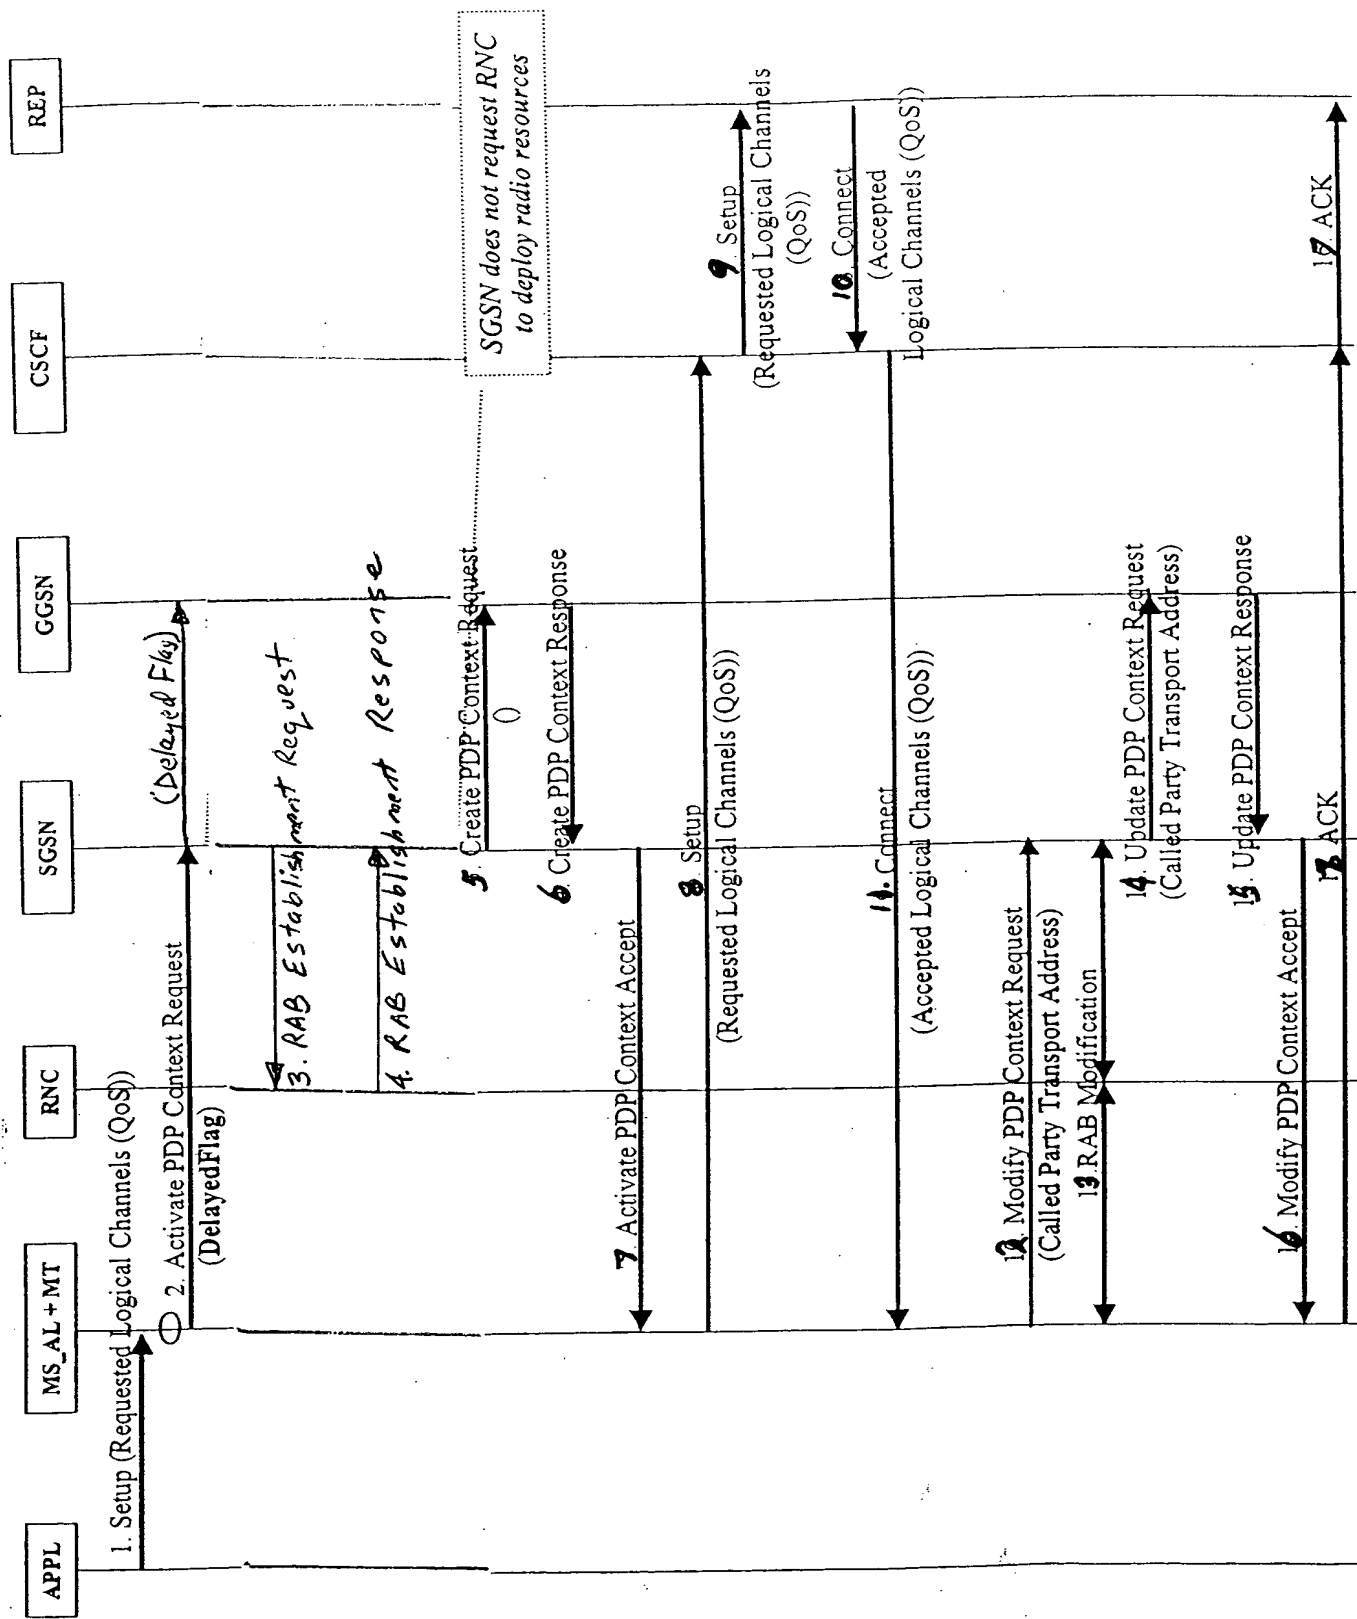 APPL
MS_AL+MT
RNC
SGSN
GGSN
CSCF
REP
1. Setup (Requested Logical Channels (QoS))
2. Activate PDP Context Request
(DelayedFlag)
(Delayed Flag)
3. RAB Establishment Request
4. RAB Establishment Response
SGSN does not request RNC
to deploy radio resources
5. Create PDP Context Request
()
6. Create PDP Context Response
7. Activate PDP Context Accept
8. Setup
(Requested Logical Channels (QoS))
9. Setup
(Requested Logical Channels
(QoS))
10. Connect
(Accepted
Logical Channels (QoS))
11. Connect
(Accepted Logical Channels (QoS))
12. Modify PDP Context Request
(Called Party Transport Address)
13. RAB Modification
14. Update PDP Context Request
(Called Party Transport Address)
15. Update PDP Context Response
16. Modify PDP Context Accept
ACK
17. ACK